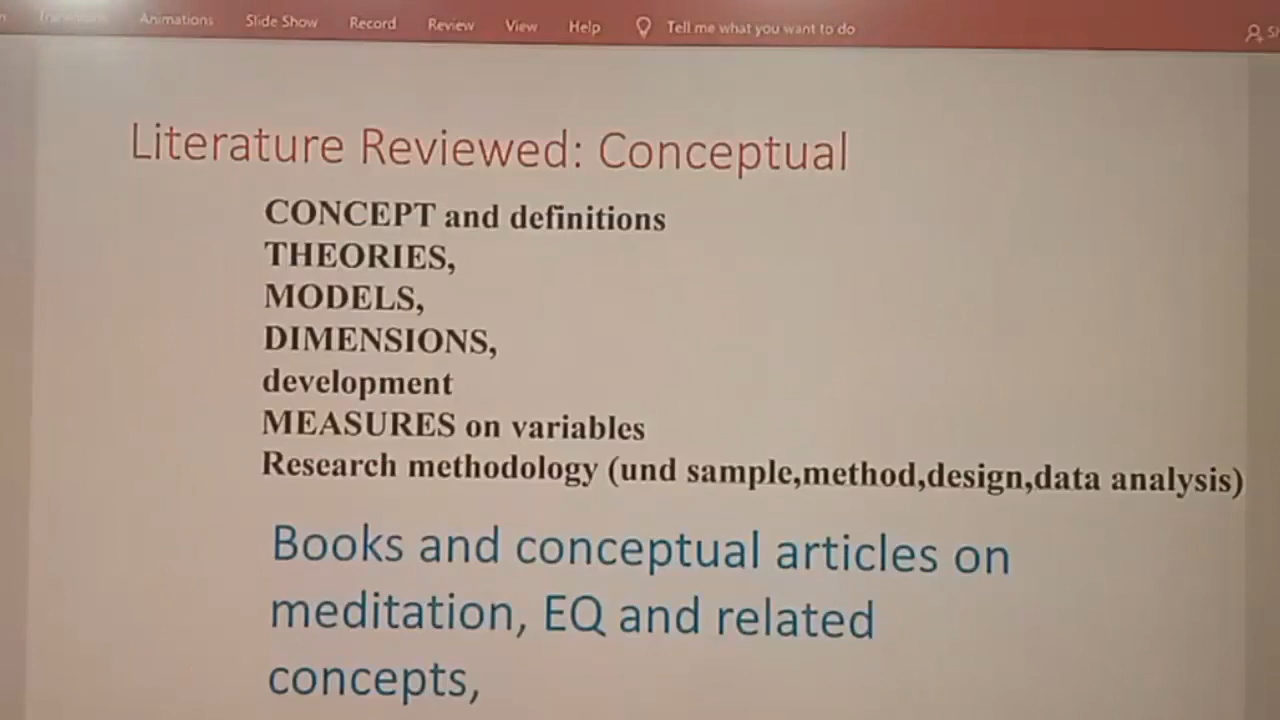 Animations Slide Show Record Review View Help Tell me what you want to do
Literature Reviewed: Conceptual
CONCEPT and definitions
THEORIES,
MODELS,
DIMENSIONS,
development
MEASURES on variables
Research methodology (und sample,method,design,data analysis)
Books and conceptual articles on
meditation, EQ and related
concepts,